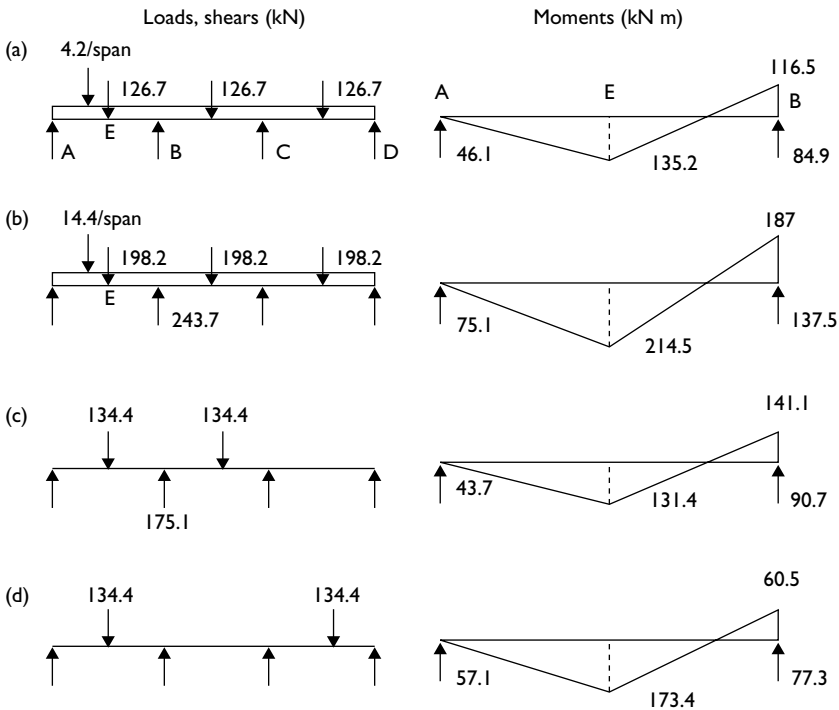 Loads, shears (kN)
Moments (kN m)
(a)
4.2/span
126.7 126.7 126.7
E
A B C D
A E B
116.5
46.1 135.2 84.9
(b)
14.4/span
198.2 198.2 198.2
E
243.7
187
75.1 214.5 137.5
(c)
134.4 134.4
175.1
141.1
43.7 131.4 90.7
(d)
134.4 134.4
60.5
57.1 173.4 77.3